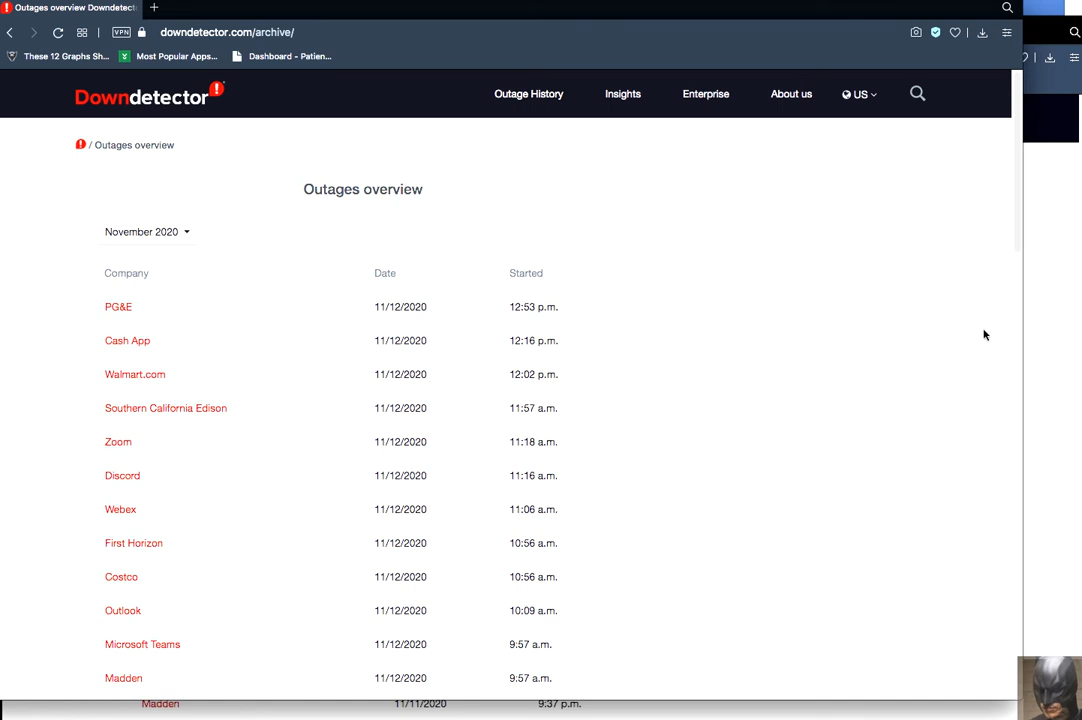 Outages overview Downdetect
VPN downdetector.com/archive/
These 12 Graphs Sh... Most Popular Apps... Dashboard - Patien...
Downdetector Outage History Insights Enterprise About us US
/ Outages overview
Outages overview
November 2020
Company Date Started
PG&E 11/12/2020 12:53 p.m.
Cash App 11/12/2020 12:16 p.m.
Walmart.com 11/12/2020 12:02 p.m.
Southern California Edison 11/12/2020 11:57 a.m.
Zoom 11/12/2020 11:18 a.m.
Discord 11/12/2020 11:16 a.m.
Webex 11/12/2020 11:06 a.m.
First Horizon 11/12/2020 10:56 a.m.
Costco 11/12/2020 10:56 a.m.
Outlook 11/12/2020 10:09 a.m.
Microsoft Teams 11/12/2020 9:57 a.m.
Madden 11/12/2020 9:57 a.m.
Madden 11/11/2020 9:37 p.m.